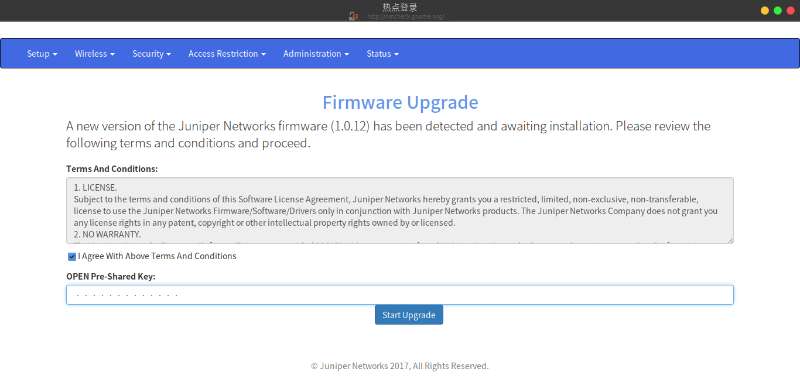 热点登录
http://nmcheck.gnome.org/
Setup Wireless Security Access Restriction Administration Status
Firmware Upgrade
A new version of the Juniper Networks firmware (1.0.12) has been detected and awaiting installation. Please review the
following terms and conditions and proceed.
Terms And Conditions:
1. LICENSE.
Subject to the terms and conditions of this Software License Agreement, Juniper Networks hereby grants you a restricted, limited, non-exclusive, non-transferable,
license to use the Juniper Networks Firmware/Software/Drivers only in conjunction with Juniper Networks products. The Juniper Networks Company does not grant you
any license rights in any patent, copyright or other intellectual property rights owned by or licensed.
2. NO WARRANTY.
I Agree With Above Terms And Conditions
OPEN Pre-Shared Key:
Start Upgrade
© Juniper Networks 2017, All Rights Reserved.